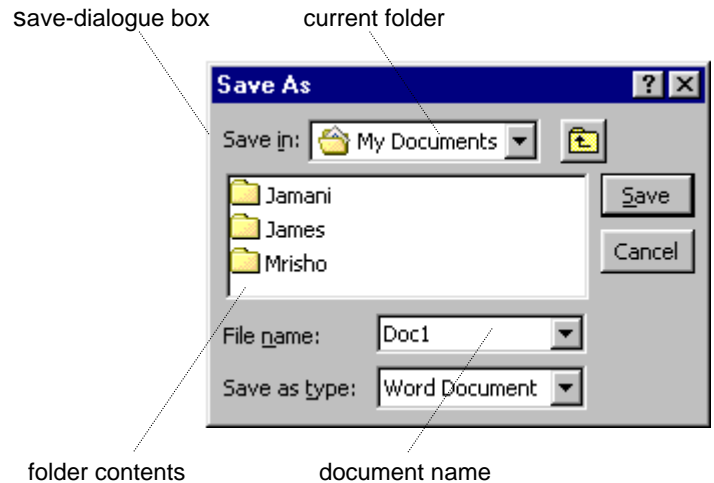 save-dialogue box current folder
Save As
Save in: My Documents
Jamani
James
Mrisho
Save
Cancel
File name: Doc1
Save as type: Word Document
folder contents document name